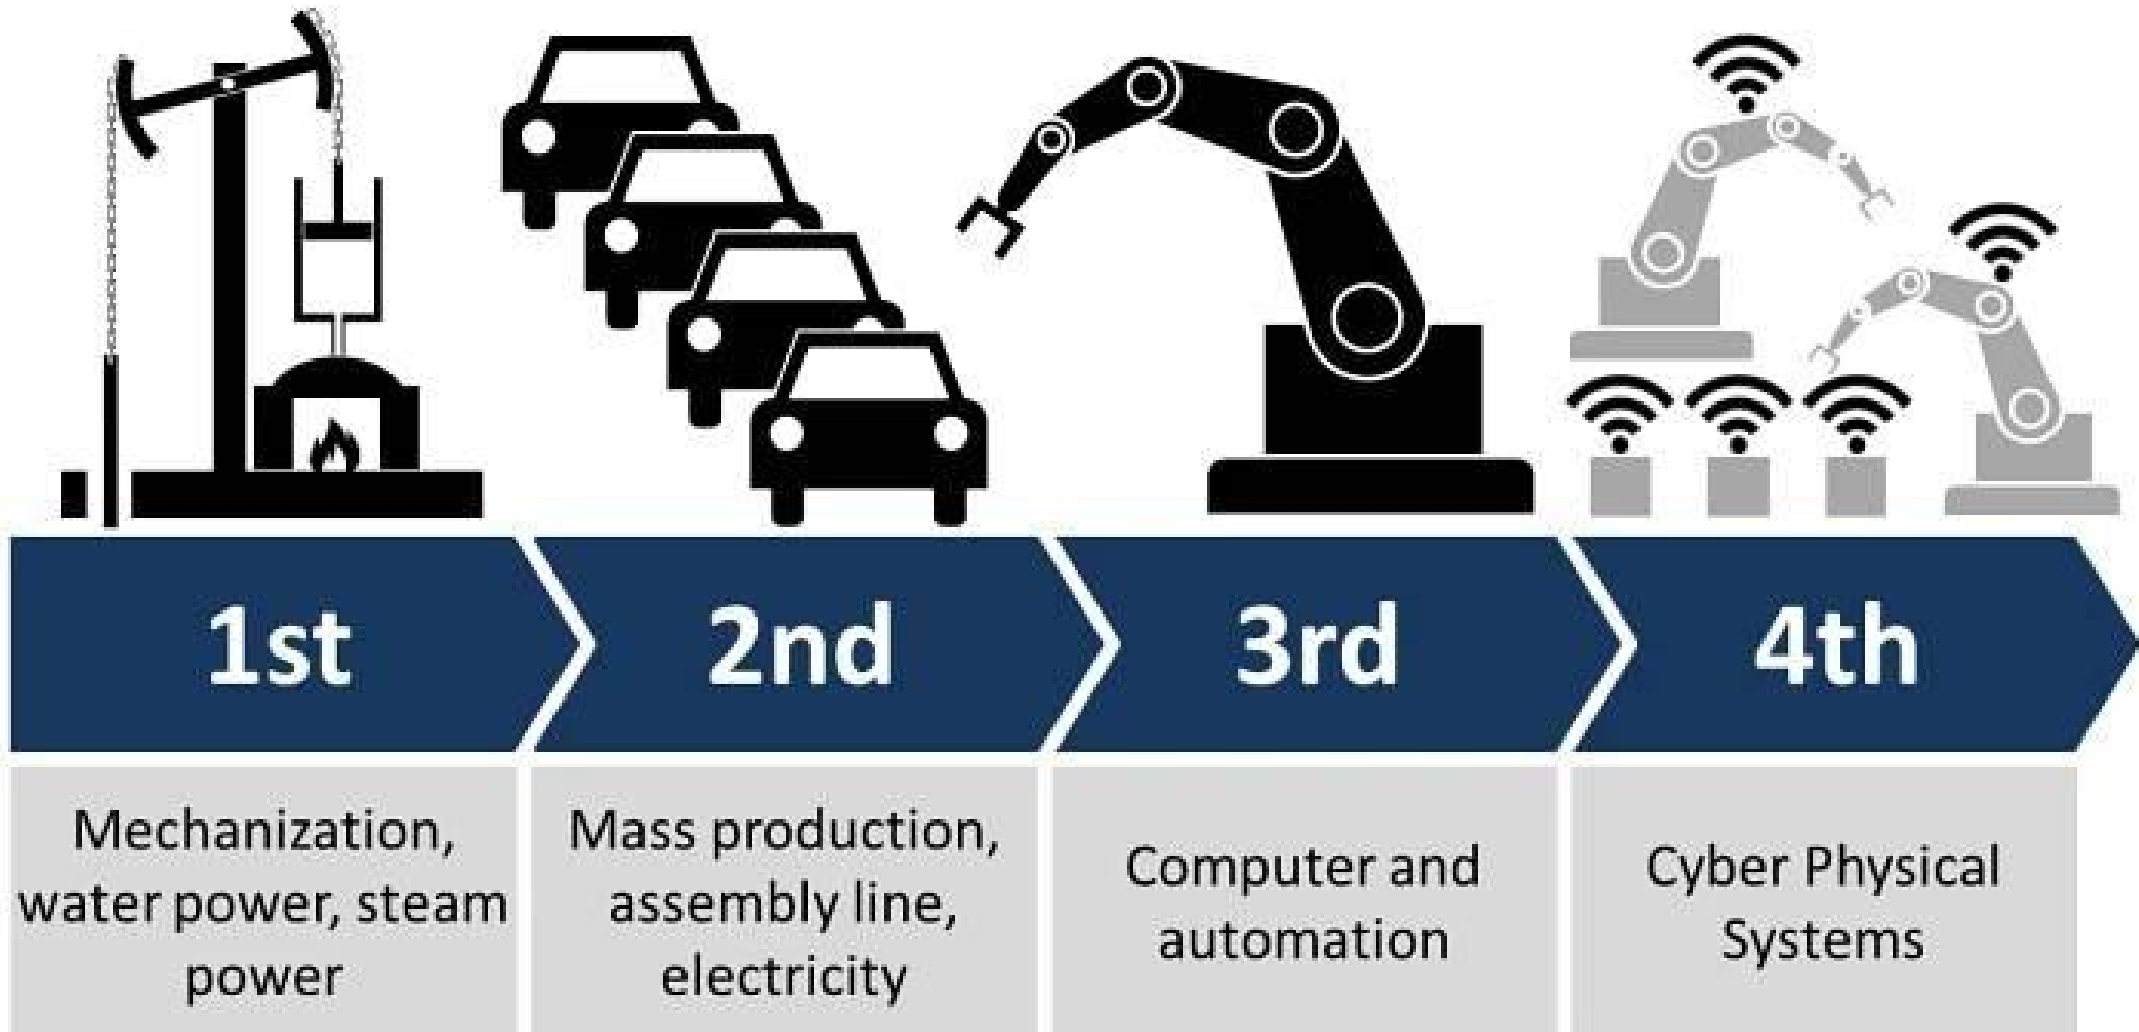 1st
2nd
3rd
4th
Mechanization,
water power, steam
power
Mass production,
assembly line,
electricity
Computer and
automation
Cyber Physical
Systems